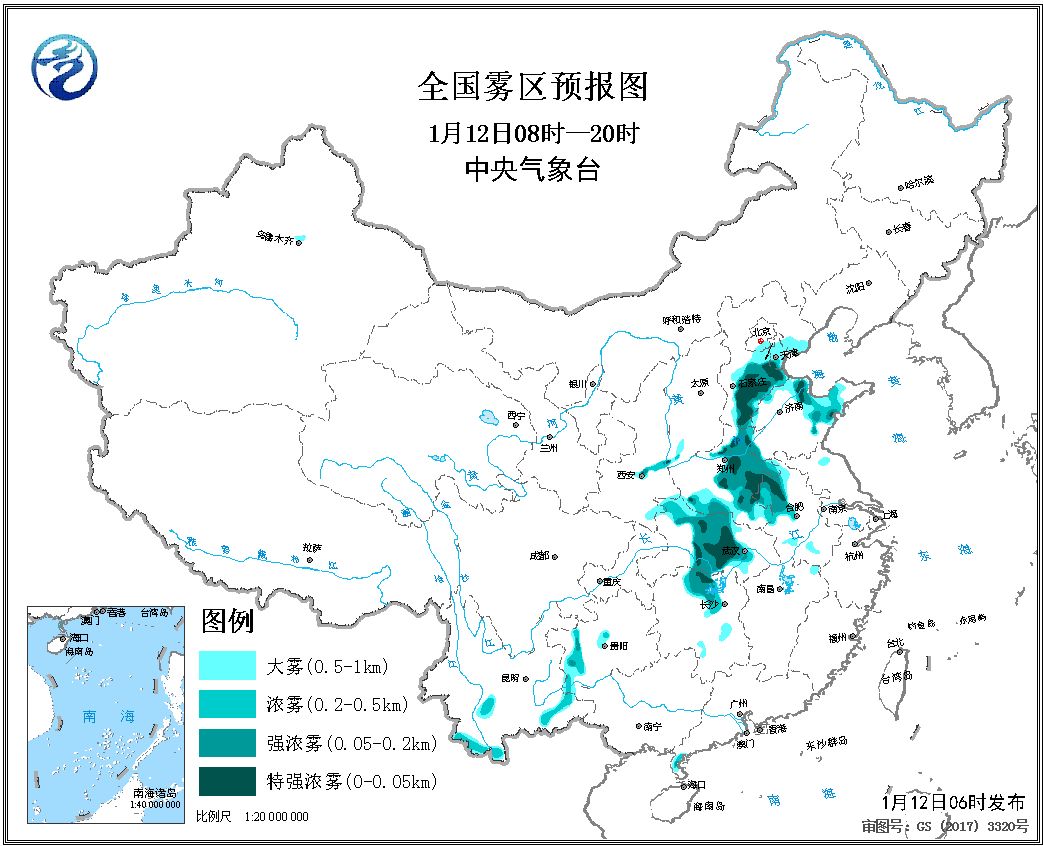 全国雾区预报图
1月12日08时—20时
中央气象台
哈尔滨
长春
沈阳
乌鲁木齐
塔里木河
呼和浩特
北京
天津
渤海
黄海
石家庄
太原
济南
银川
西宁
兰州
黄河
黄
西安
郑州
合肥
南京
上海
杭州
东海
武汉
长江
成都
重庆
拉萨
雅鲁藏布江
金沙江
南昌
长沙
贵阳
昆明
福州
台北
台湾岛
钓鱼岛
赤尾屿
广州
香港
澳门
南宁
东沙群岛
海口
海南岛
南海
图例
大雾(0.5-1km)
浓雾(0.2-0.5km)
强浓雾(0.05-0.2km)
特强浓雾(0-0.05km)
比例尺 1:20 000 000
香港
澳门
台湾岛
海口
海南岛
南海
南海诸岛
1:40 000 000
1月12日06时发布
审图号：GS (2017) 3320号